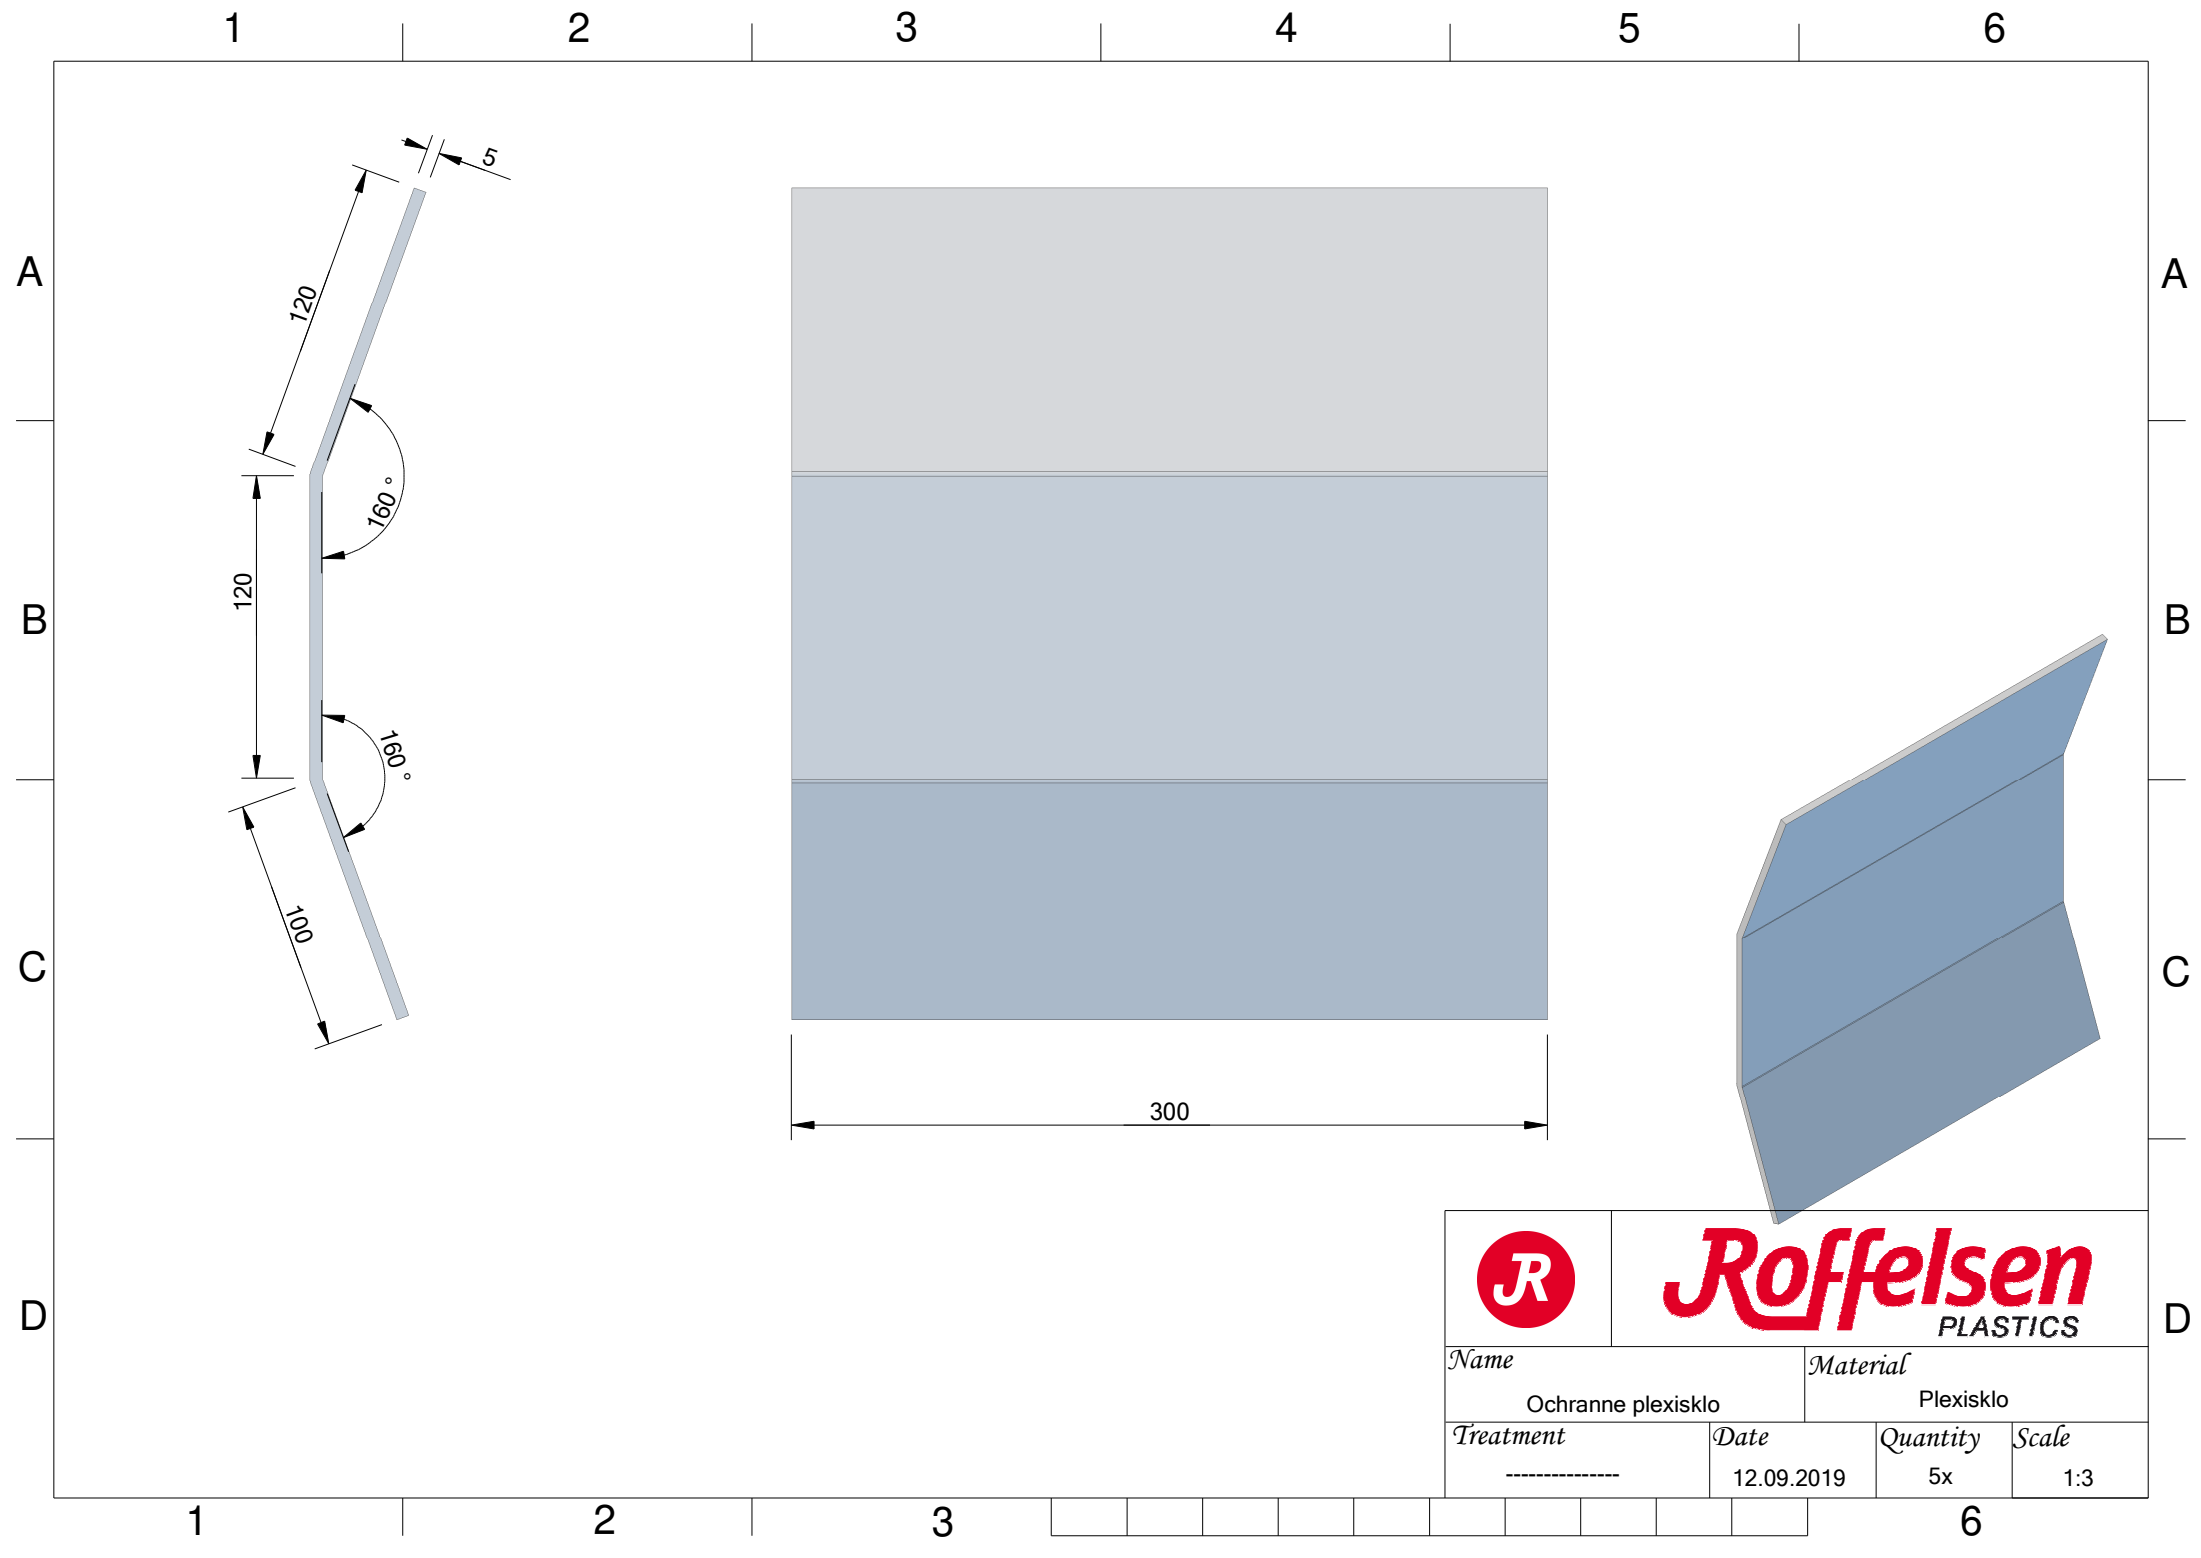 1 2 3 4 5 6
5
120
A A
160°
120
B B
160°
100
C C
300
JR Roffelsen
PLASTICS
D D
Name Material
Ochranne plexisklo Plexisklo
Treatment Date Quantity Scale
--------------- 12.09.2019 5x 1:3
1 2 3 6